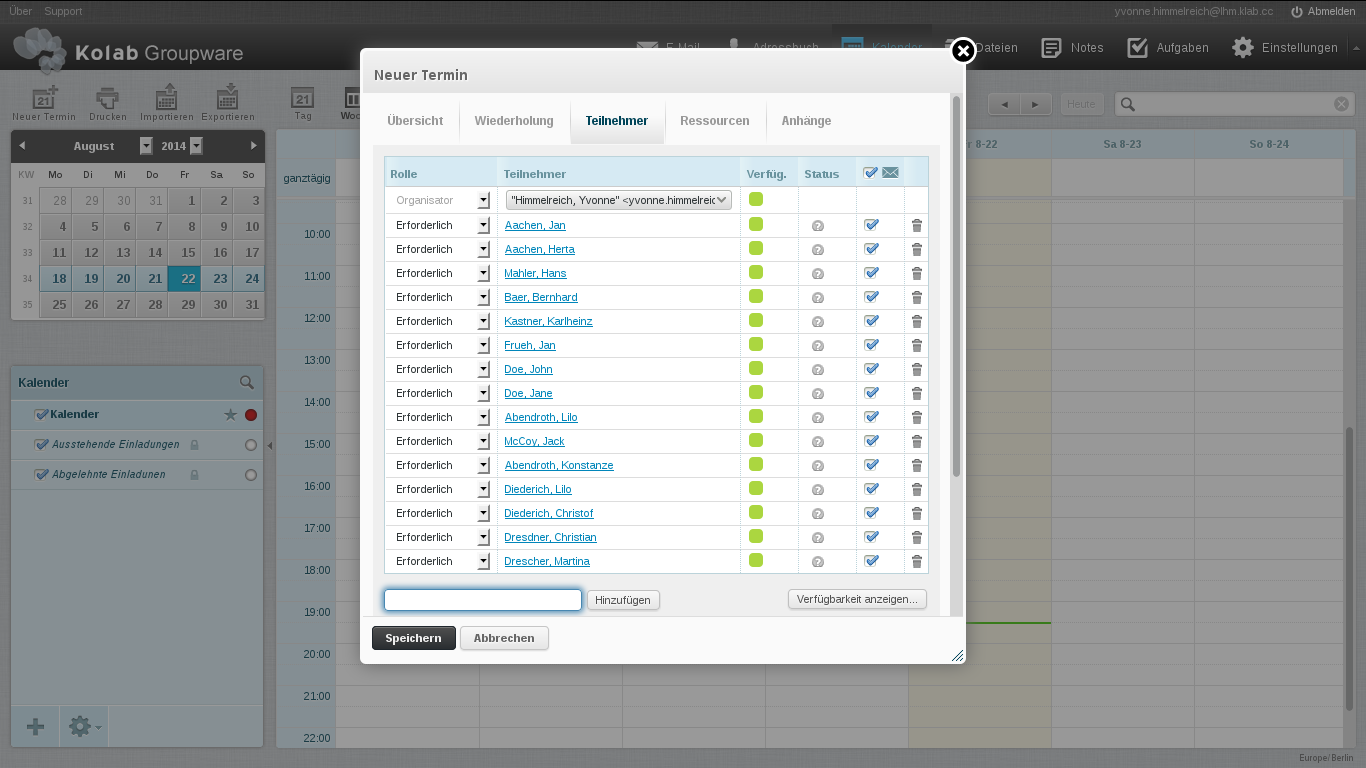 Über Support yvonne.himmelreich@lhm.klab.cc Abmelden
Kolab Groupware E-Mail Adressbuch Kalender Dateien Notes Aufgaben Einstellungen
Neuer Termin
Neuer Termin Drucken Importieren Exportieren Tag Heute
Übersicht Wiederholung Teilnehmer Ressourcen Anhänge
August 2014
KW Mo Di Mi Do Fr Sa So
31 28 29 30 31 1 2 3
32 4 5 6 7 8 9 10
33 11 12 13 14 15 16 17
34 18 19 20 21 22 23 24
35 25 26 27 28 29 30 31
Kalender
Kalender
Ausstehende Einladungen
Abgelehnte Einladunen
8-22 Sa 8-23 So 8-24
ganztägig
10:00
11:00
12:00
13:00
14:00
15:00
16:00
17:00
18:00
19:00
20:00
21:00
22:00
Rolle Teilnehmer Verfüg. Status
Organisator "Himmelreich, Yvonne" <yvonne.himmelreic
Erforderlich Aachen, Jan
Erforderlich Aachen, Herta
Erforderlich Mahler, Hans
Erforderlich Baer, Bernhard
Erforderlich Kastner, Karlheinz
Erforderlich Frueh, Jan
Erforderlich Doe, John
Erforderlich Doe, Jane
Erforderlich Abendroth, Lilo
Erforderlich McCoy, Jack
Erforderlich Abendroth, Konstanze
Erforderlich Diederich, Lilo
Erforderlich Diederich, Christof
Erforderlich Dresdner, Christian
Erforderlich Drescher, Martina
Hinzufügen Verfügbarkeit anzeigen...
Speichern Abbrechen
Europe/Berlin